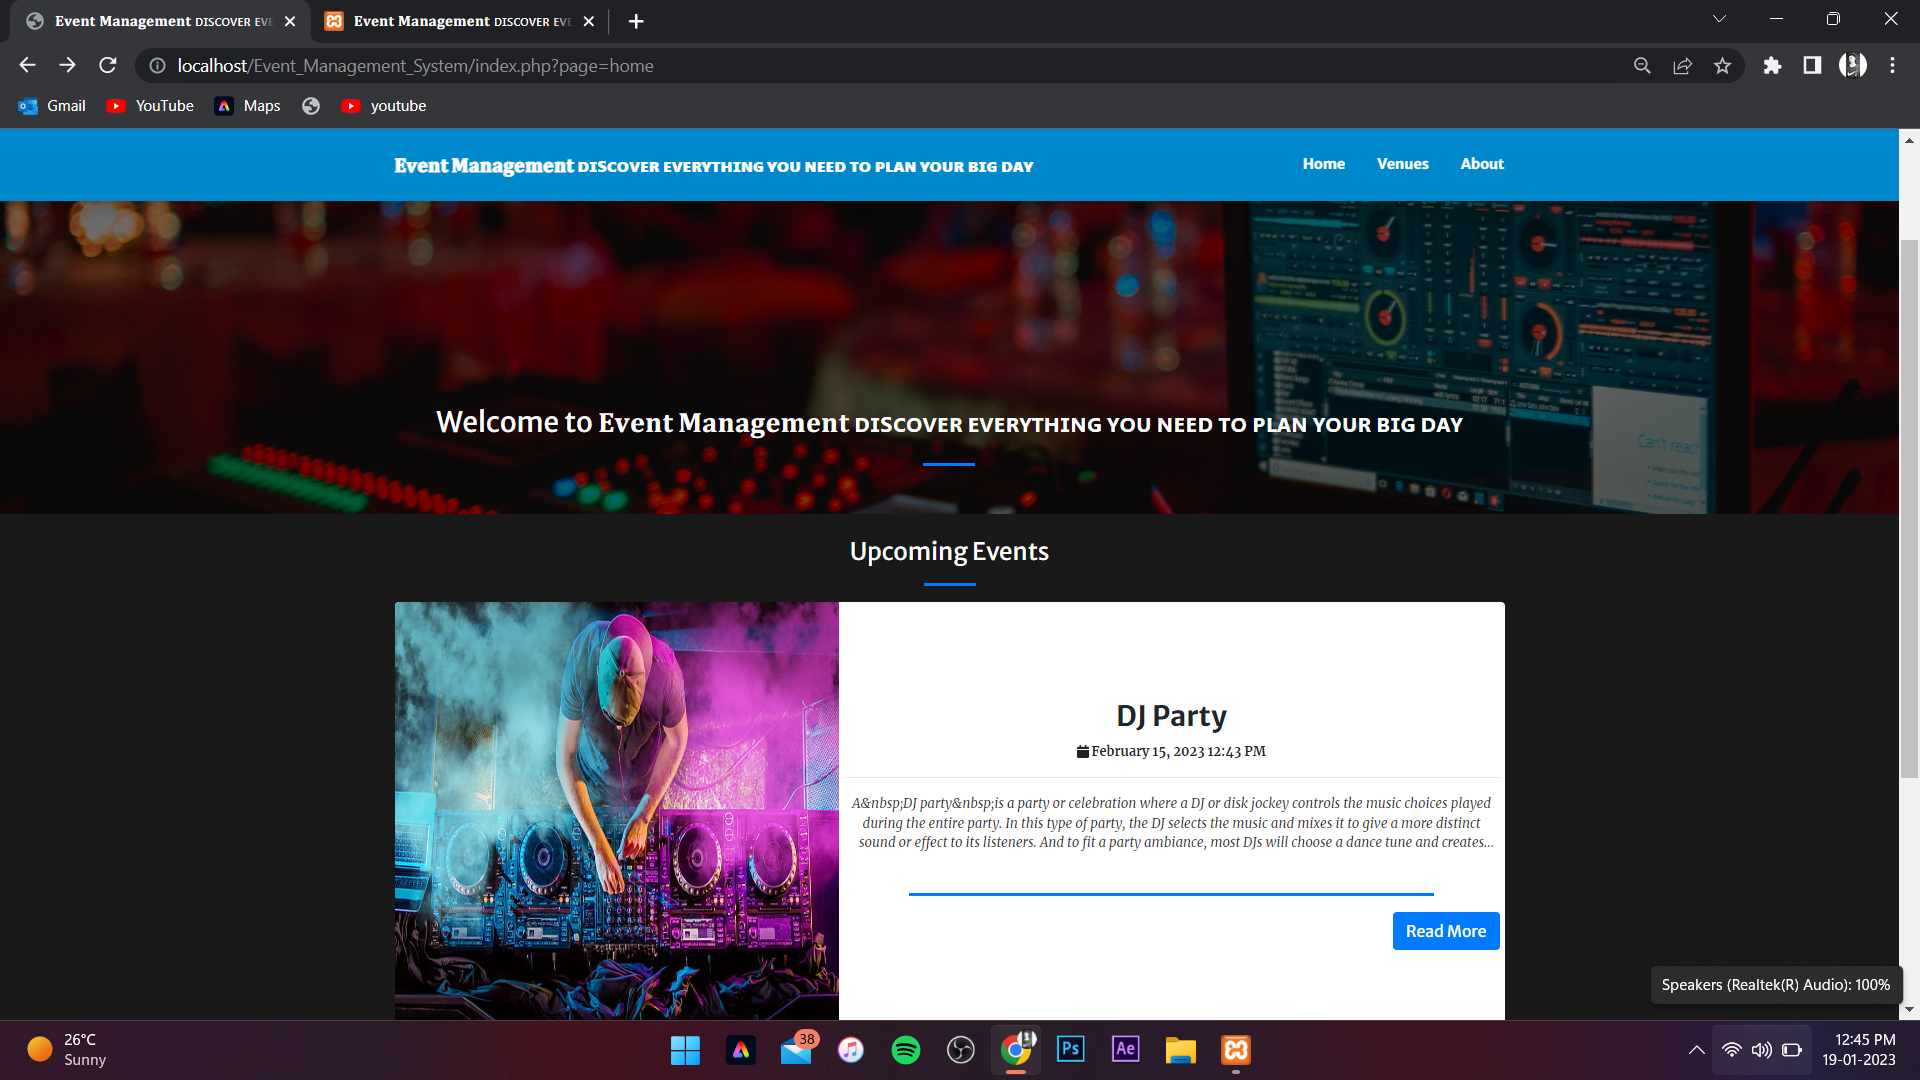 Event Management DISCOVER EVE
Event Management DISCOVER EVE
localhost/Event_Management_System/index.php?page=home
Gmail
YouTube
Maps
youtube
Event Management DISCOVER EVERYTHING YOU NEED TO PLAN YOUR BIG DAY
Home
Venues
About
Can't reach
Welcome to Event Management DISCOVER EVERYTHING YOU NEED TO PLAN YOUR BIG DAY
Upcoming Events
DJ Party
February 15, 2023 12:43 PM
A&nbsp;DJ party&nbsp;is a party or celebration where a DJ or disk jockey controls the music choices played
during the entire party. In this type of party, the DJ selects the music and mixes it to give a more distinct
sound or effect to its listeners. And to fit a party ambiance, most DJs will choose a dance tune and creates...
Read More
Speakers (Realtek(R) Audio): 100%
26°C
Sunny
38
Ps
Ae
12:45 PM
19-01-2023